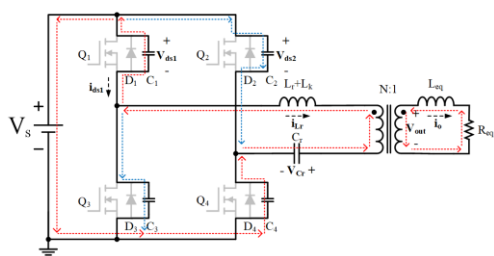 Q1
D1
C1
+
Vds1
-
Q2
D2
C2
+
Vds2
-
ids1
Vs
+
-
Lr+Lk
iLr
Cr
- VCr +
N:1
Leq
+
Vout
-
io
Req
Q3
D3
C3
Q4
D4
C4